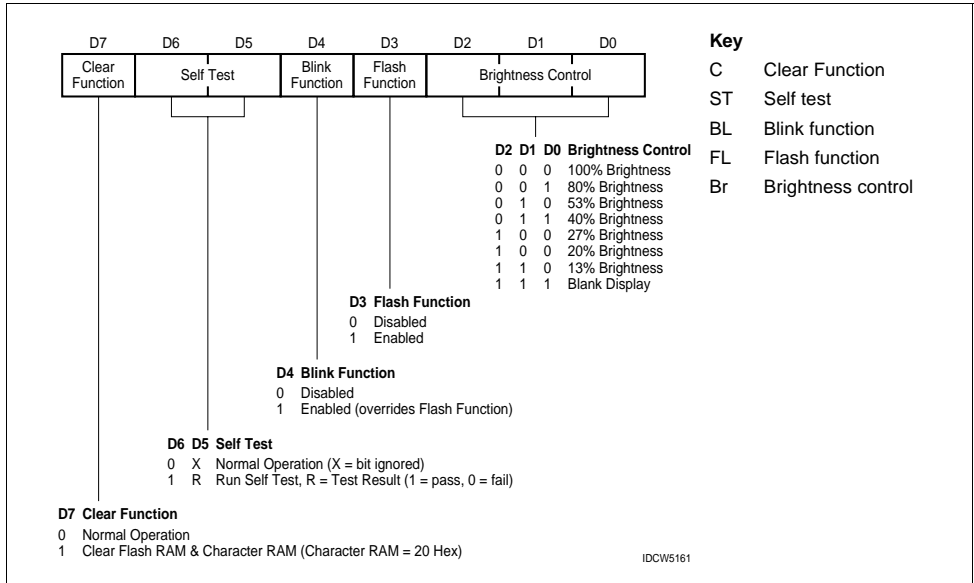 D7 D6 D5 D4 D3 D2 D1 D0
Clear Function
Self Test
Blink Function
Flash Function
Brightness Control
Key
C Clear Function
ST Self test
BL Blink function
FL Flash function
Br Brightness control
D2 D1 D0 Brightness Control
0 0 0 100% Brightness
0 0 1 80% Brightness
0 1 0 53% Brightness
0 1 1 40% Brightness
1 0 0 27% Brightness
1 0 0 20% Brightness
1 1 0 13% Brightness
1 1 1 Blank Display
D3 Flash Function
0 Disabled
1 Enabled
D4 Blink Function
0 Disabled
1 Enabled (overrides Flash Function)
D6 D5 Self Test
0 X Normal Operation (X = bit ignored)
1 R Run Self Test, R = Test Result (1 = pass, 0 = fail)
D7 Clear Function
0 Normal Operation
1 Clear Flash RAM & Character RAM (Character RAM = 20 Hex)
IDCW5161